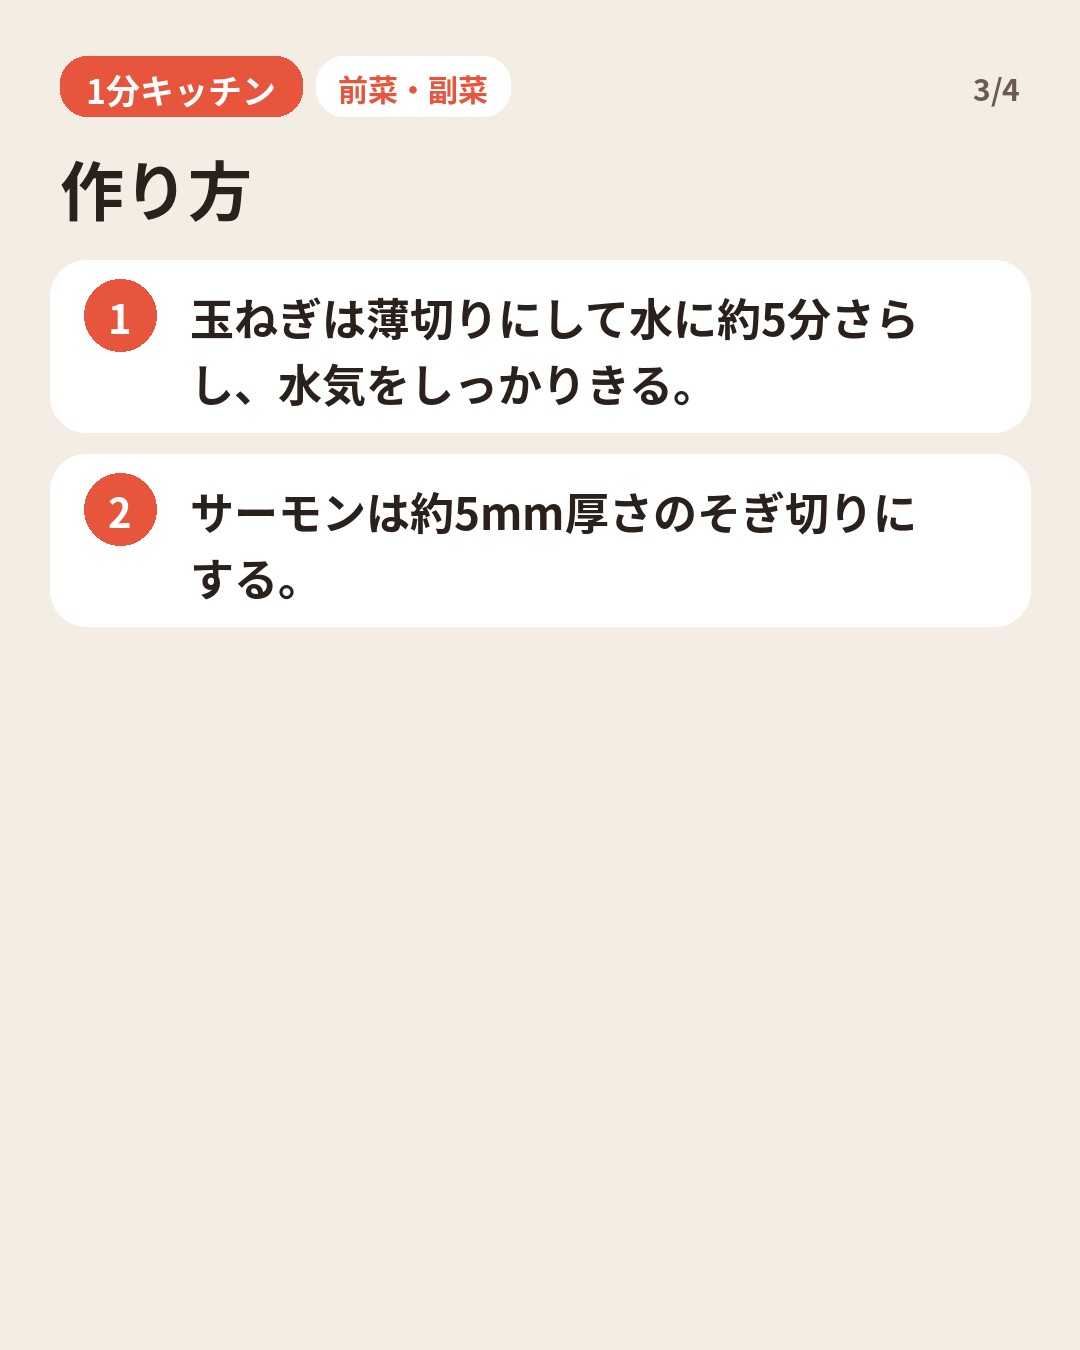 1分キッチン
前菜・副菜
3/4
作り方
1
玉ねぎは薄切りにして水に約5分さら
し、水気をしっかりきる。
2
サーモンは約5mm厚さのそぎ切りに
する。